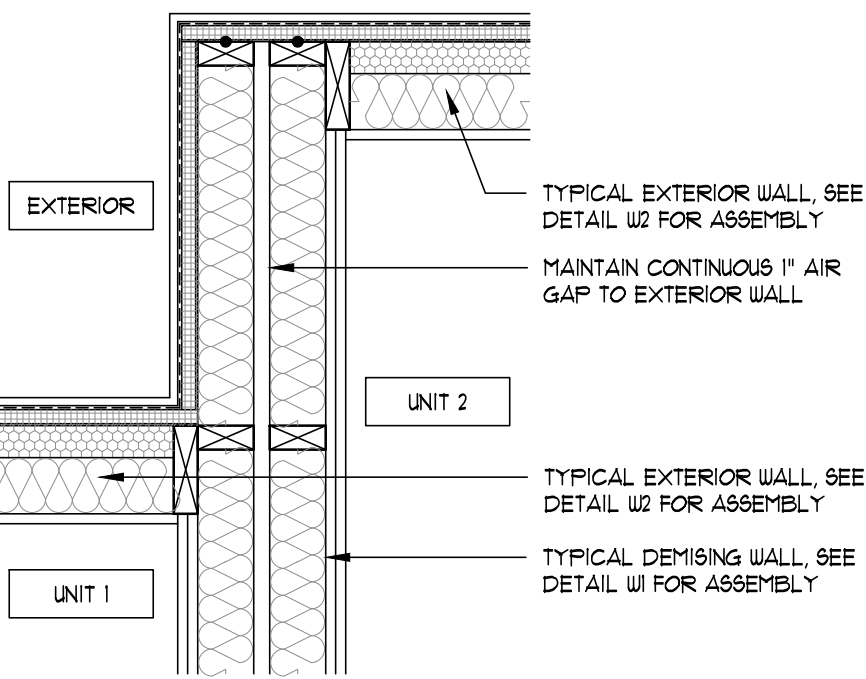 EXTERIOR
TYPICAL EXTERIOR WALL, SEE
DETAIL W2 FOR ASSEMBLY
MAINTAIN CONTINUOUS 1" AIR
GAP TO EXTERIOR WALL
UNIT 2
TYPICAL EXTERIOR WALL, SEE
DETAIL W2 FOR ASSEMBLY
TYPICAL DEMISING WALL, SEE
DETAIL W1 FOR ASSEMBLY
UNIT 1